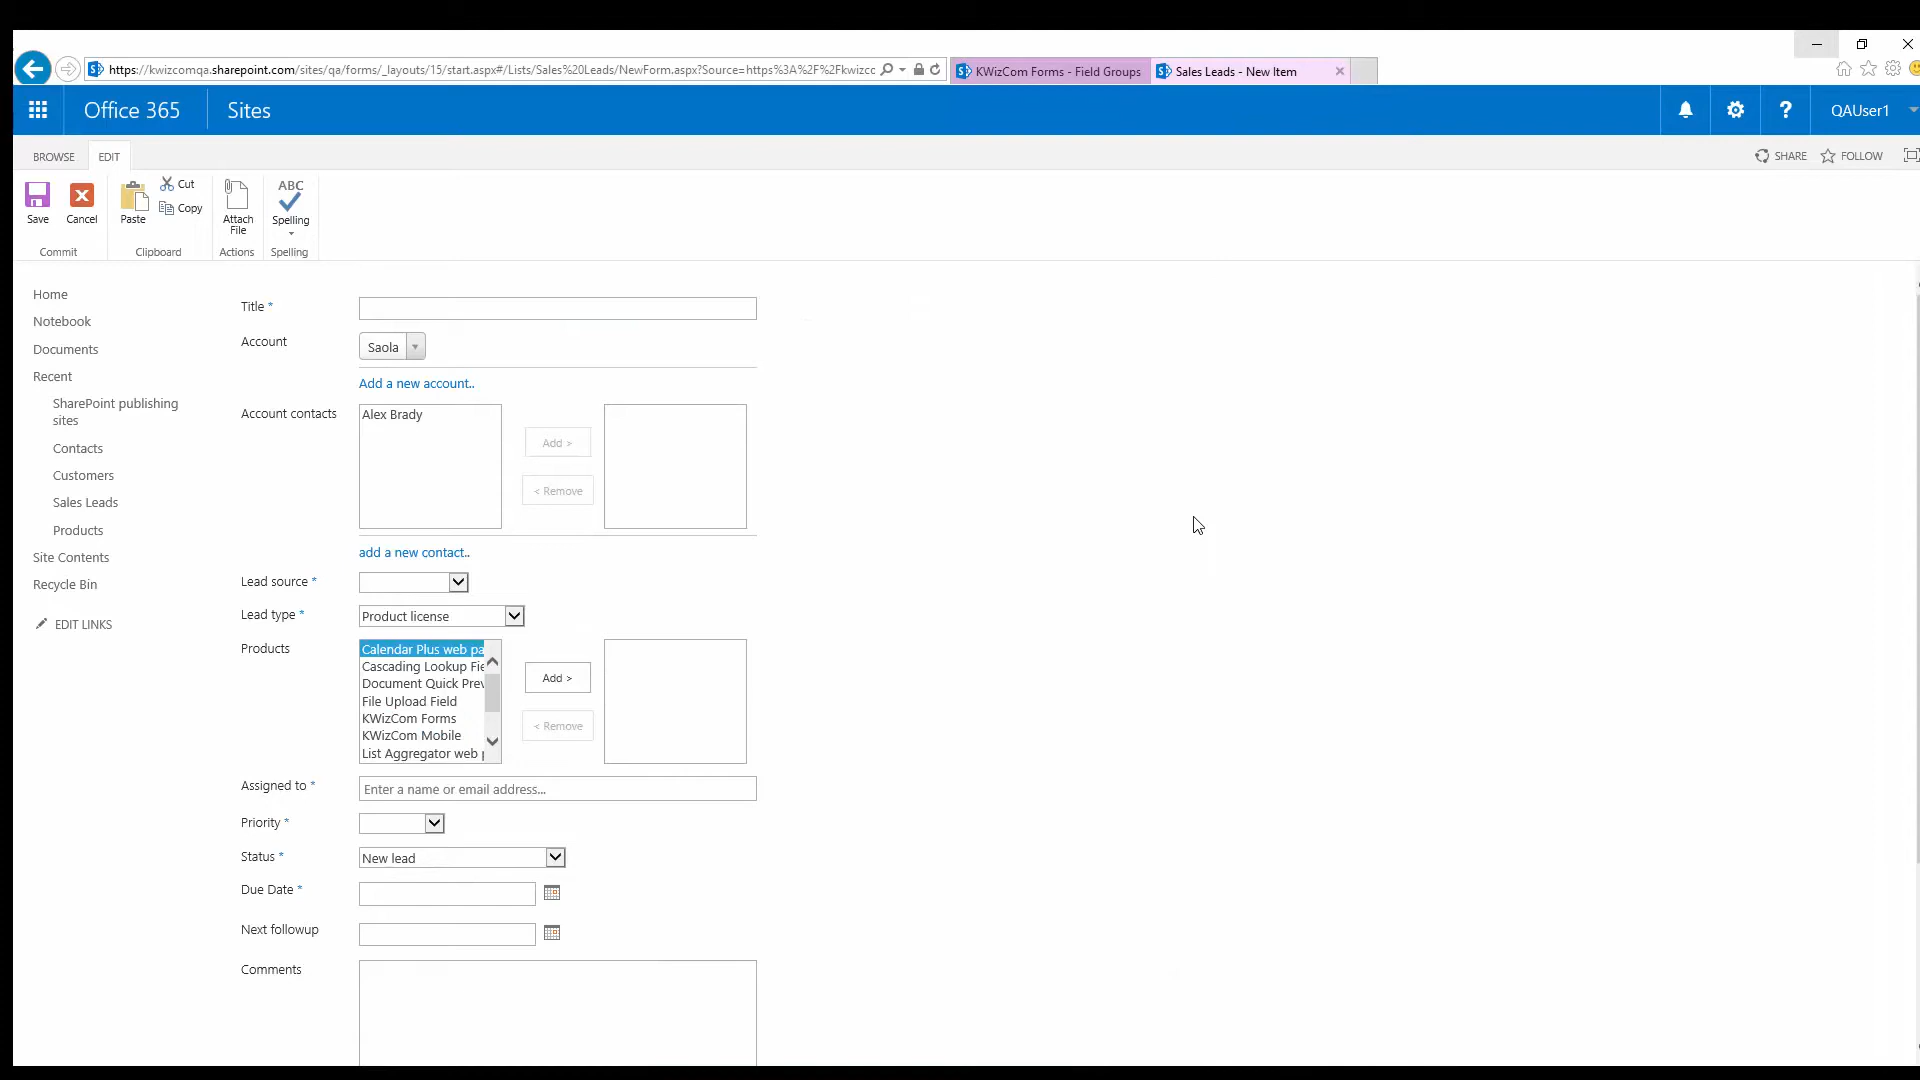 https://kwizcomqa.sharepoint.com/sites/qa/forms/_layouts/15/start.aspx#/Lists/Sales%20Leads/NewForm.aspx?Source=https%3A%2F%2Fkwizcc
KWizCom Forms - Field Groups
Sales Leads - New Item
Office 365
Sites
?
QAUser1
BROWSE
EDIT
SHARE
FOLLOW
Save
Cancel
Paste
Cut
Copy
Attach
File
ABC
Spelling
Commit
Clipboard
Actions
Spelling
Home
Notebook
Documents
Recent
SharePoint publishing
sites
Contacts
Customers
Sales Leads
Products
Site Contents
Recycle Bin
EDIT LINKS
Title *
Account
Saola
Add a new account..
Account contacts
Alex Brady
Add >
< Remove
add a new contact..
Lead source *
Lead type *
Product license
Products
Calendar Plus web pa
Cascading Lookup Fie
Document Quick Prev
File Upload Field
KWizCom Forms
KWizCom Mobile
List Aggregator web p
Add >
< Remove
Assigned to *
Enter a name or email address...
Priority *
Status *
New lead
Due Date *
Next followup
Comments